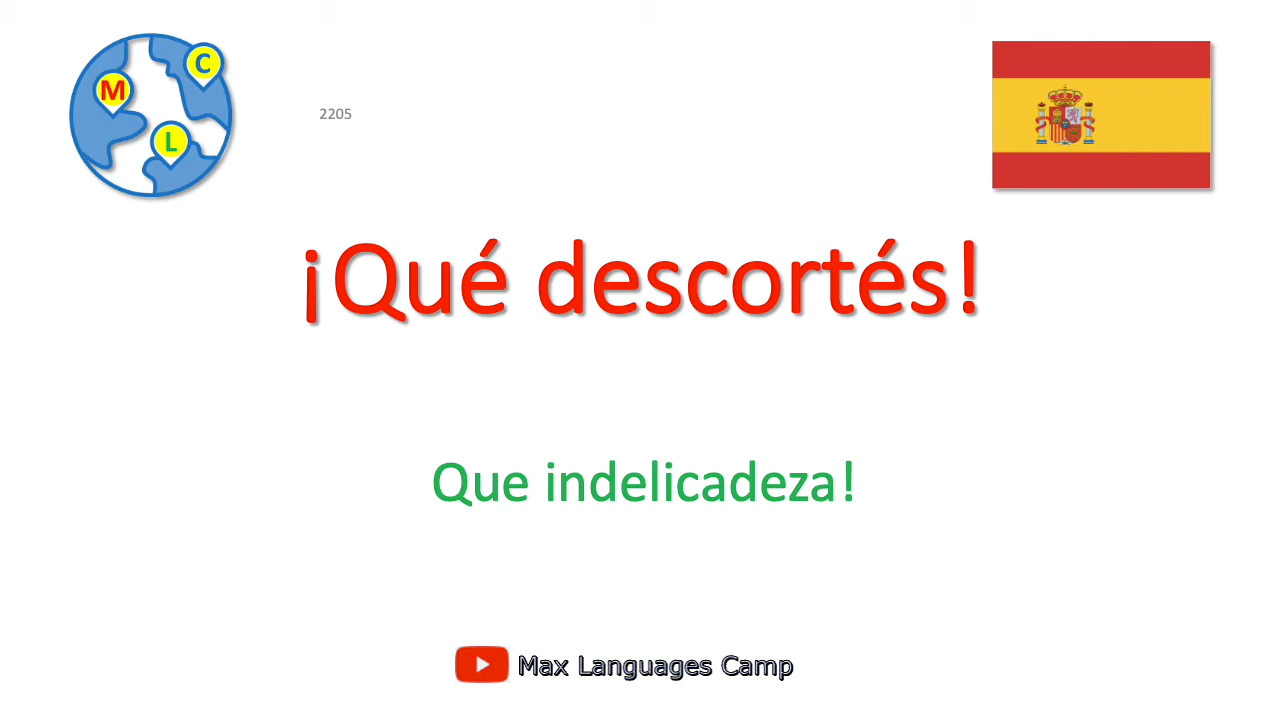 M
C
L
2205
¡Qué descortés!
Que indelicadeza!
Max Languages Camp